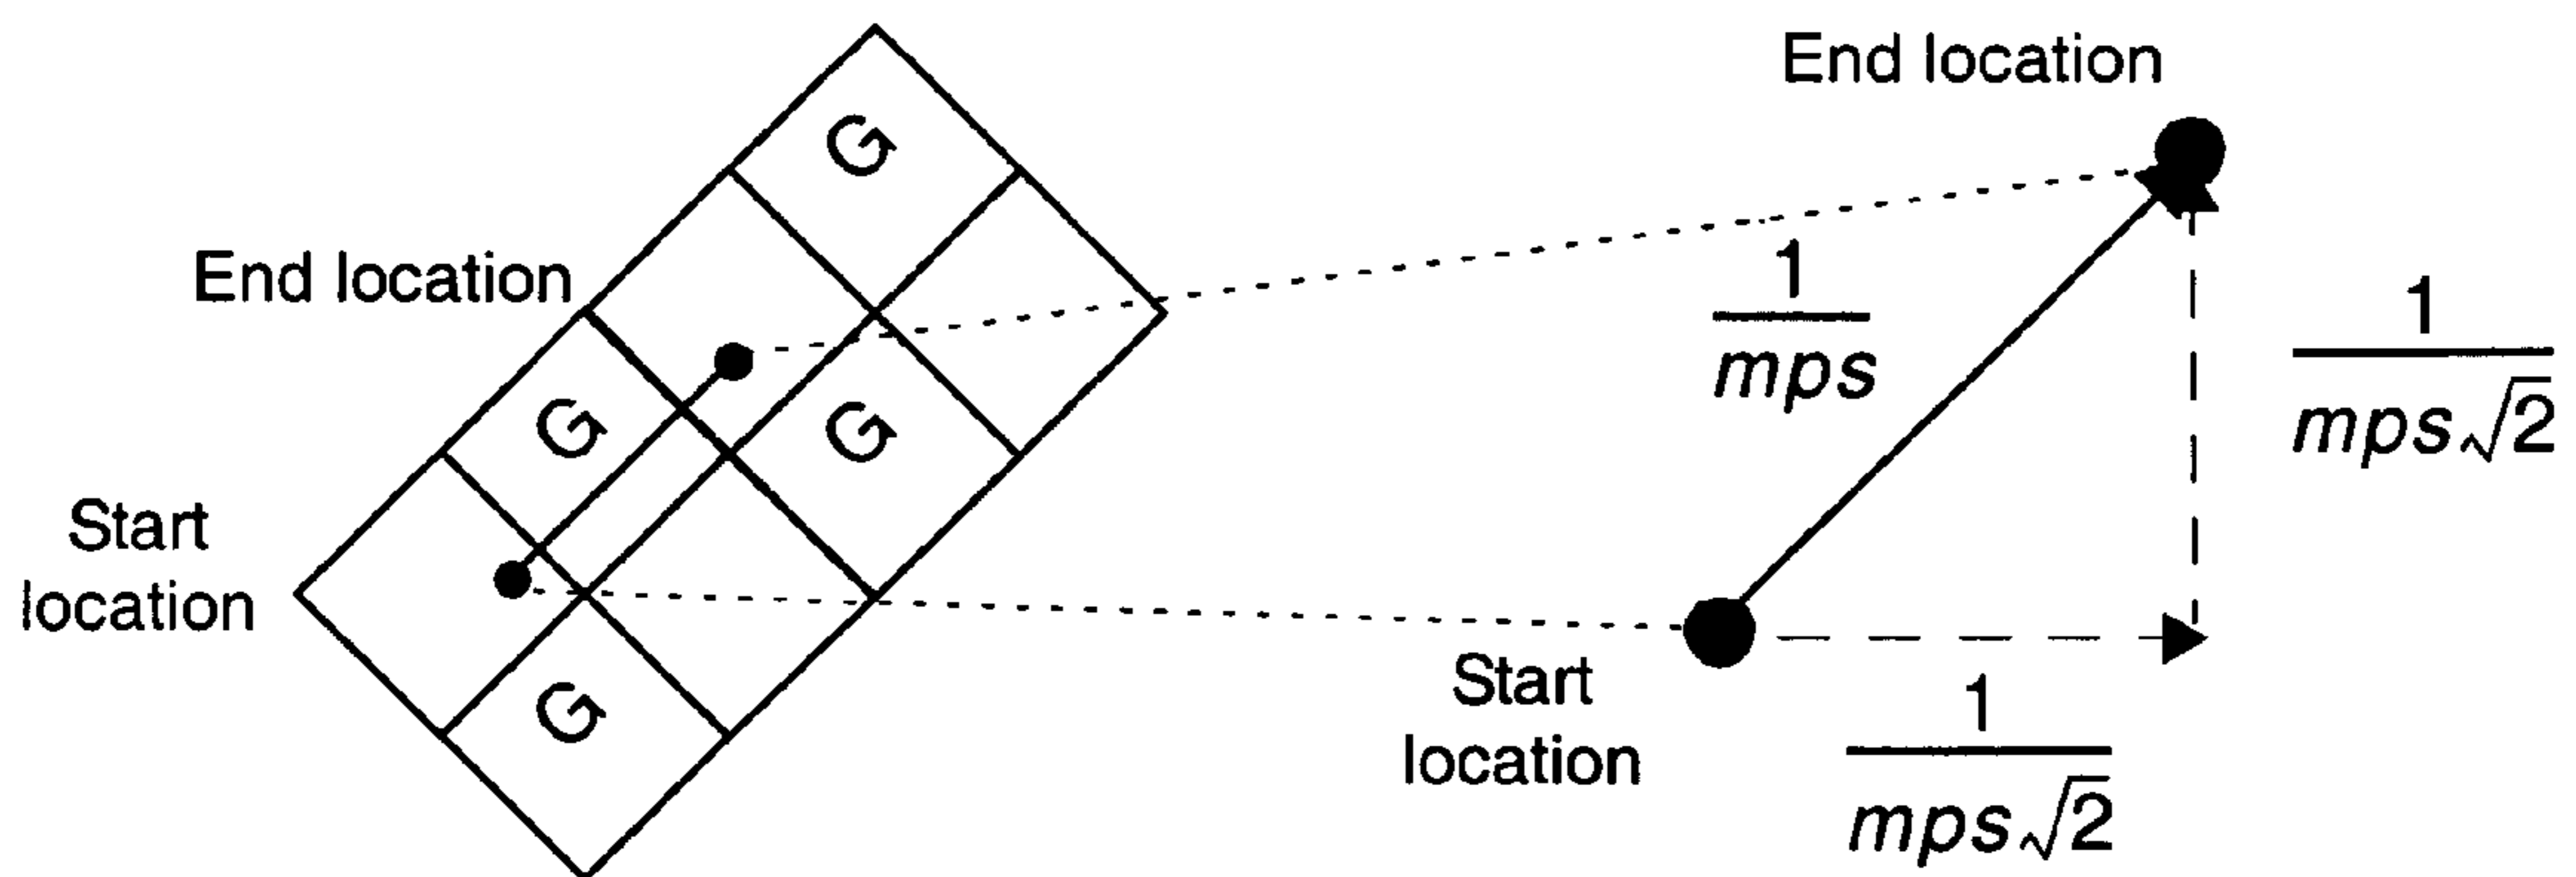 G
End location
G
G
Start
location
G
End location
1
mps
1
mps√2
Start
location
1
mps√2